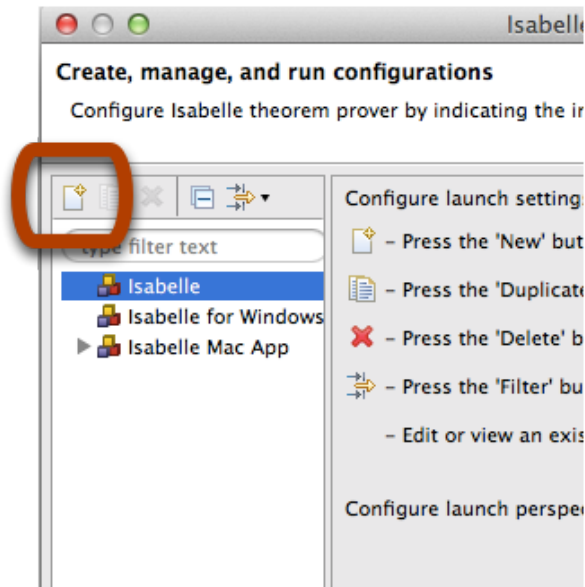 Isabelle
Create, manage, and run configurations
Configure Isabelle theorem prover by indicating the
type filter text
Isabelle
Isabelle for Windows
Isabelle Mac App
Configure launch setting
– Press the 'New' but
– Press the 'Duplicate
– Press the 'Delete' b
– Press the 'Filter' bu
– Edit or view an exis
Configure launch perspe